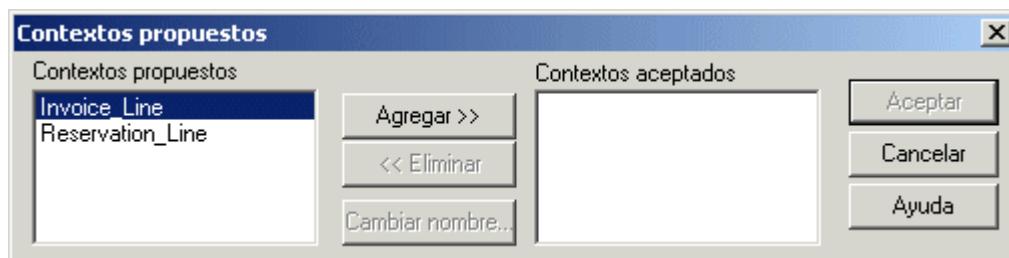 Contextos propuestos
Contextos propuestos
Invoice_Line
Reservation_Line
Agregar >>
<< Eliminar
Cambiar nombre...
Contextos aceptados
Aceptar
Cancelar
Ayuda